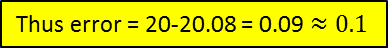 Thus error = 20-20.08 = 0.09 ≈ 0.1